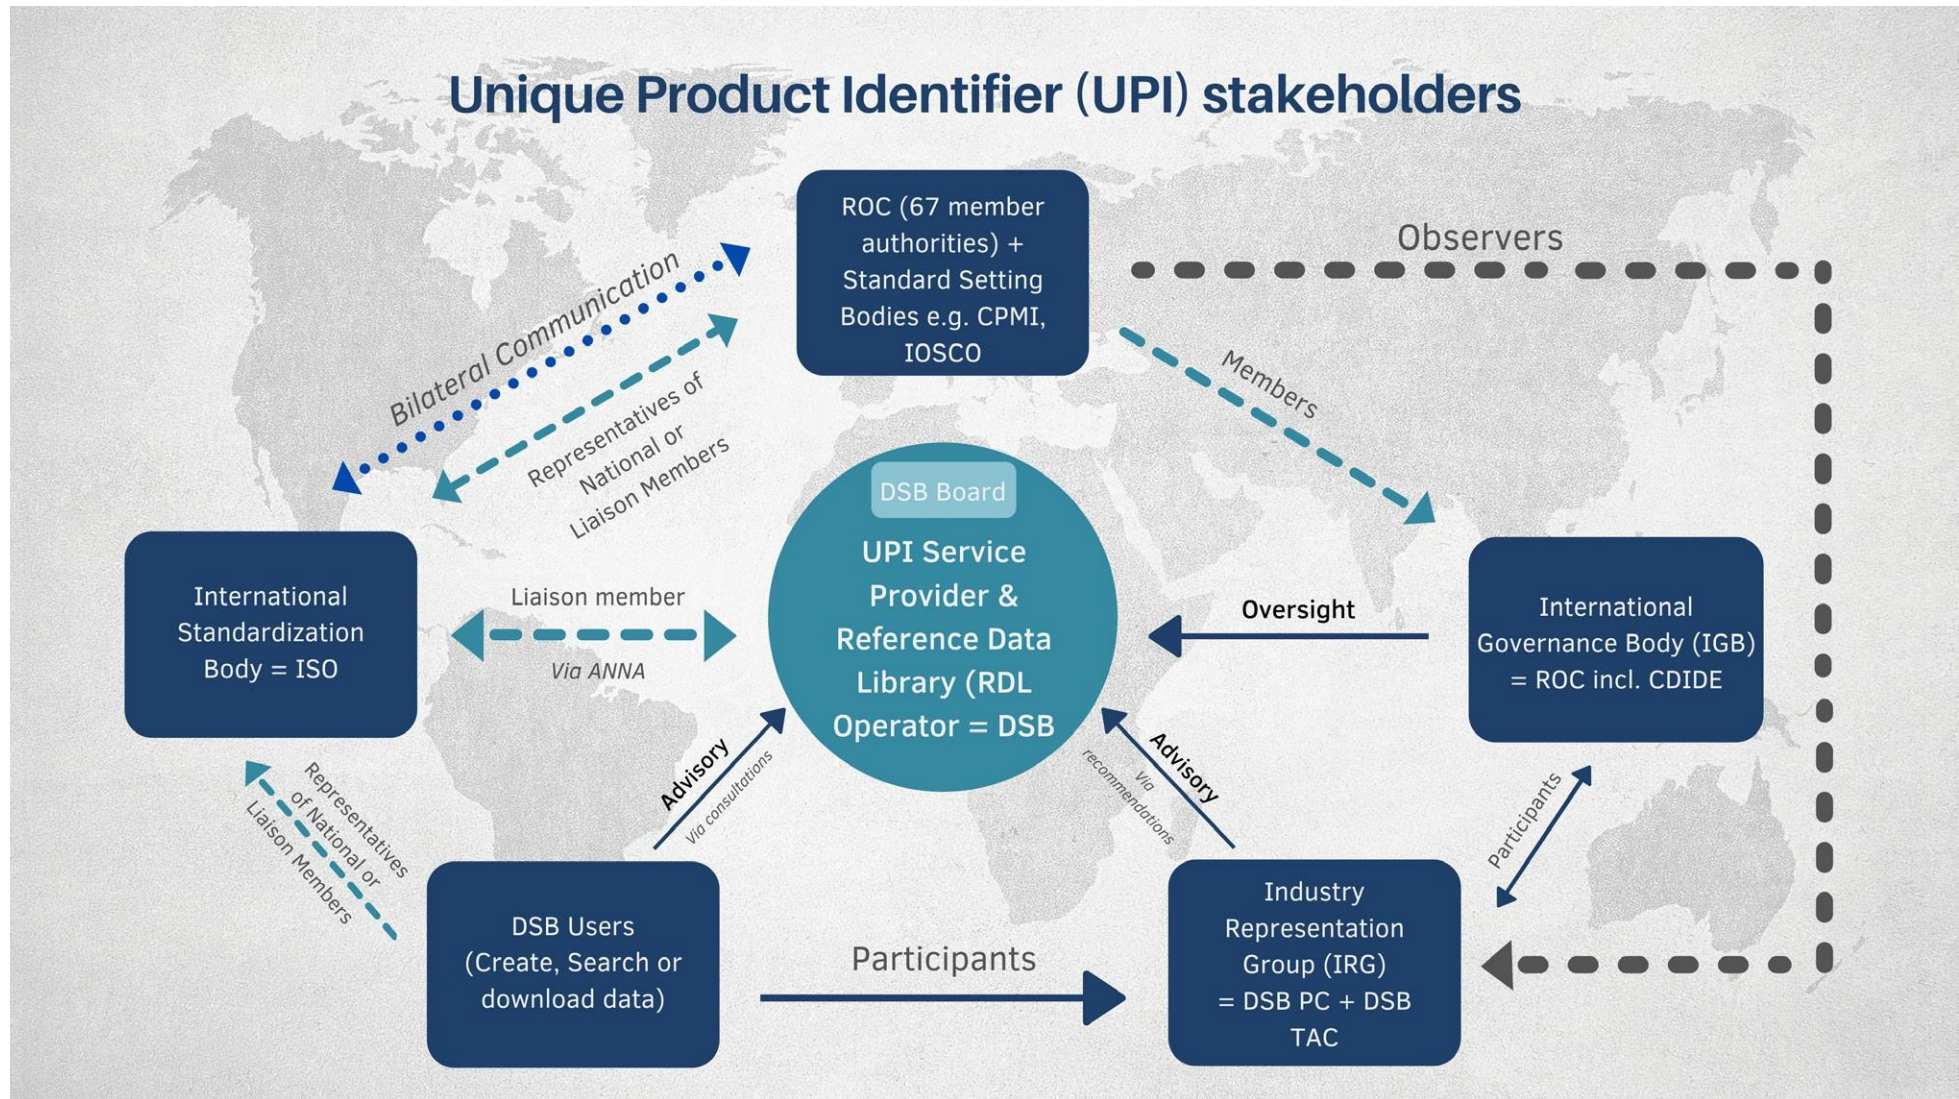 Unique Product Identifier (UPI) stakeholders
ROC (67 member
authorities) +
Standard Setting
Bodies e.g. CPMI,
IOSCO
Observers
Bilateral Communication
Representatives of
National or
Liaison Members
Members
DSB Board
UPI Service
Provider &
Reference Data
Library (RDL
Operator = DSB
International
Standardization
Body = ISO
Liaison member
Via ANNA
Oversight
International
Governance Body (IGB)
= ROC incl. CDIDE
Representatives
of National or
Liaison Members
Advisory
Via consultations
Advisory
Via
recommendations
Participants
DSB Users
(Create, Search or
download data)
Participants
Industry
Representation
Group (IRG)
= DSB PC + DSB
TAC